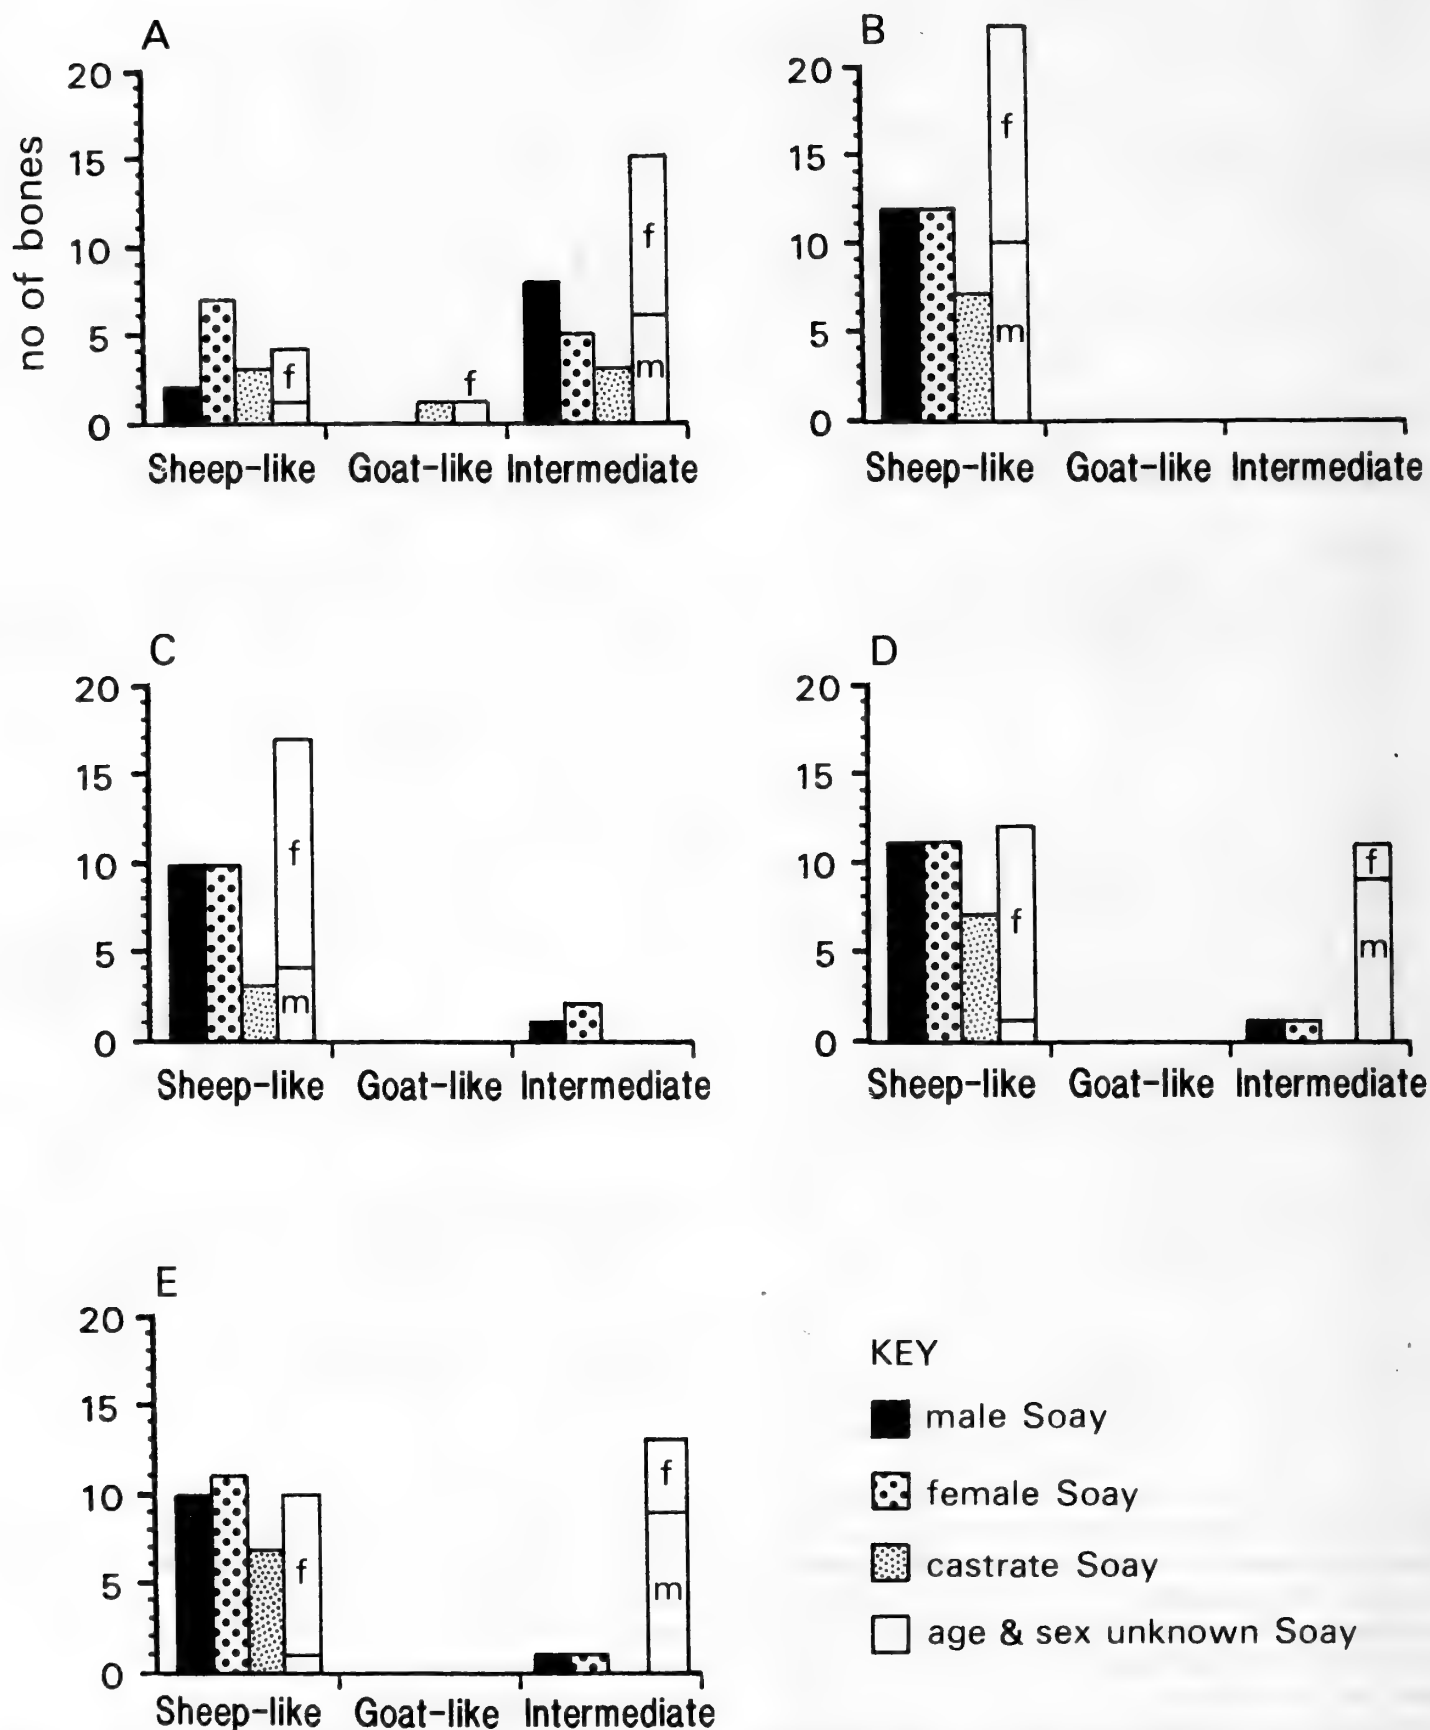 A
no of bones
20
15
10
5
0
f
f
f
m
Sheep-like Goat-like Intermediate
B
20
15
10
5
0
f
m
Sheep-like Goat-like Intermediate
C
20
15
10
5
0
f
m
Sheep-like Goat-like Intermediate
D
20
15
10
5
0
f
f
m
Sheep-like Goat-like Intermediate
E
20
15
10
5
0
f
f
m
Sheep-like Goat-like Intermediate
KEY
male Soay
female Soay
castrate Soay
age & sex unknown Soay